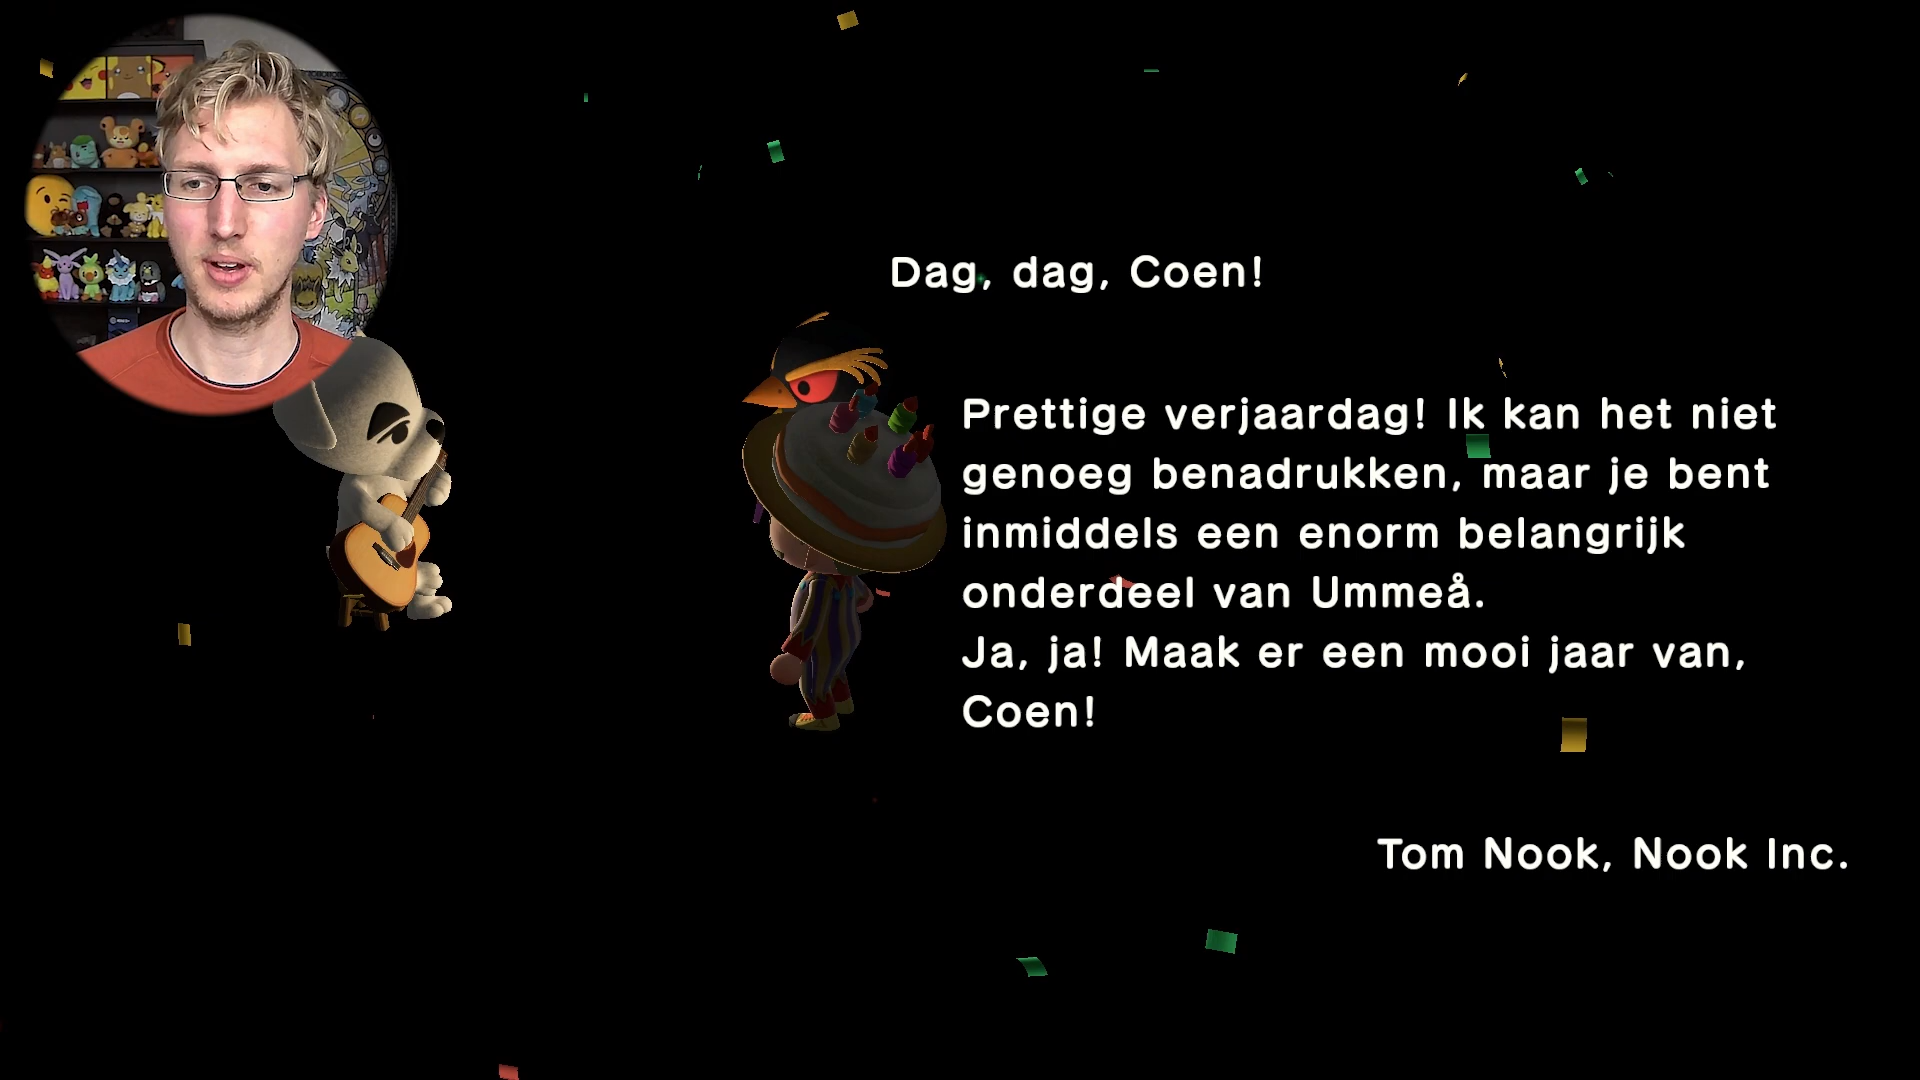 Dag, dag, Coen!
Prettige verjaardag! Ik kan het niet
genoeg benadrukken, maar je bent
inmiddels een enorm belangrijk
onderdeel van Ummeå.
Ja, ja! Maak er een mooi jaar van,
Coen!
Tom Nook, Nook Inc.